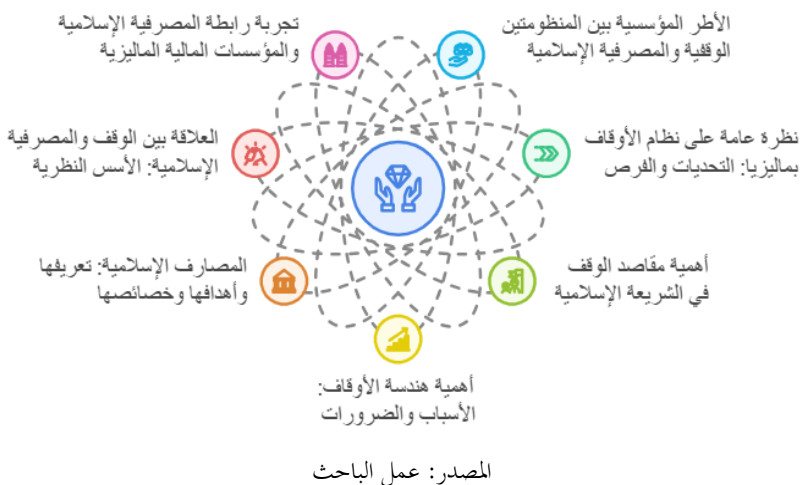 الأطر المؤسسية بين المنظومتين
الوقفية والمصرفية الإسلامية
تجربة رابطة المصرفية الإسلامية
والمؤسسات المالية الماليزية
نظرة عامة على نظام الأوقاف
بماليزيا: التحديات والفرص
العلاقة بين الوقف والمصرفية
الإسلامية: الأسس النظرية
أهمية مقاصد الوقف
في الشريعة الإسلامية
المصارف الإسلامية: تعريفها
وأهدافها وخصائصها
أهمية هندسة الأوقاف:
الأسباب والضرورات
المصدر: عمل الباحث